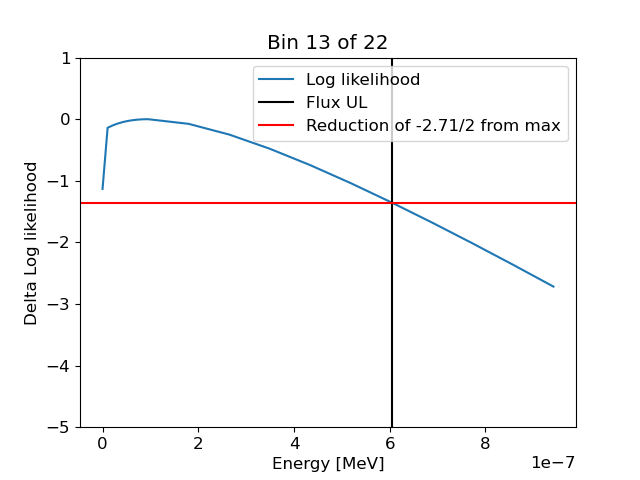 Bin 13 of 22
Log likelihood
Flux UL
Reduction of -2.71/2 from max
1
0
−1
−2
−3
−4
−5
Delta Log likelihood
0
2
4
6
8
1e−7
Energy [MeV]